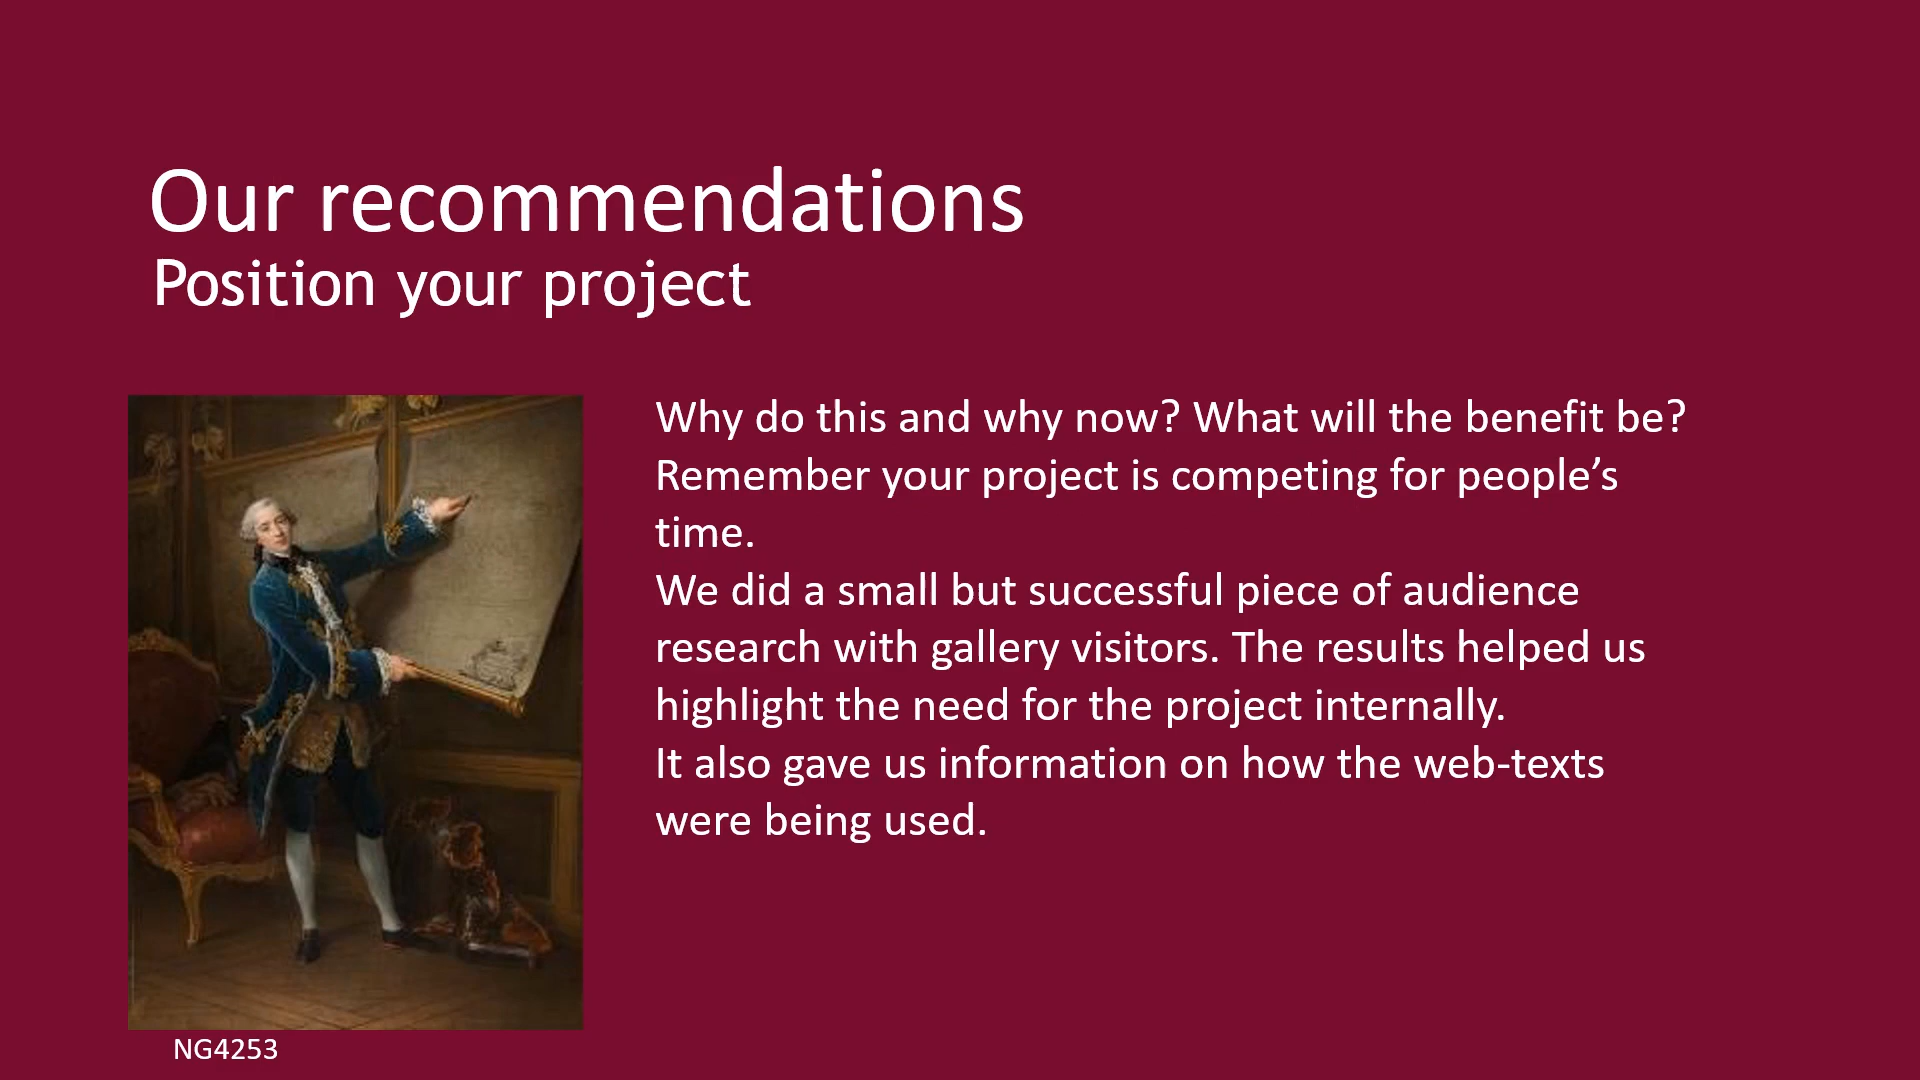 Our recommendations
Position your project
Why do this and why now? What will the benefit be?
Remember your project is competing for people’s
time.
We did a small but successful piece of audience
research with gallery visitors. The results helped us
highlight the need for the project internally.
It also gave us information on how the web-texts
were being used.
NG4253